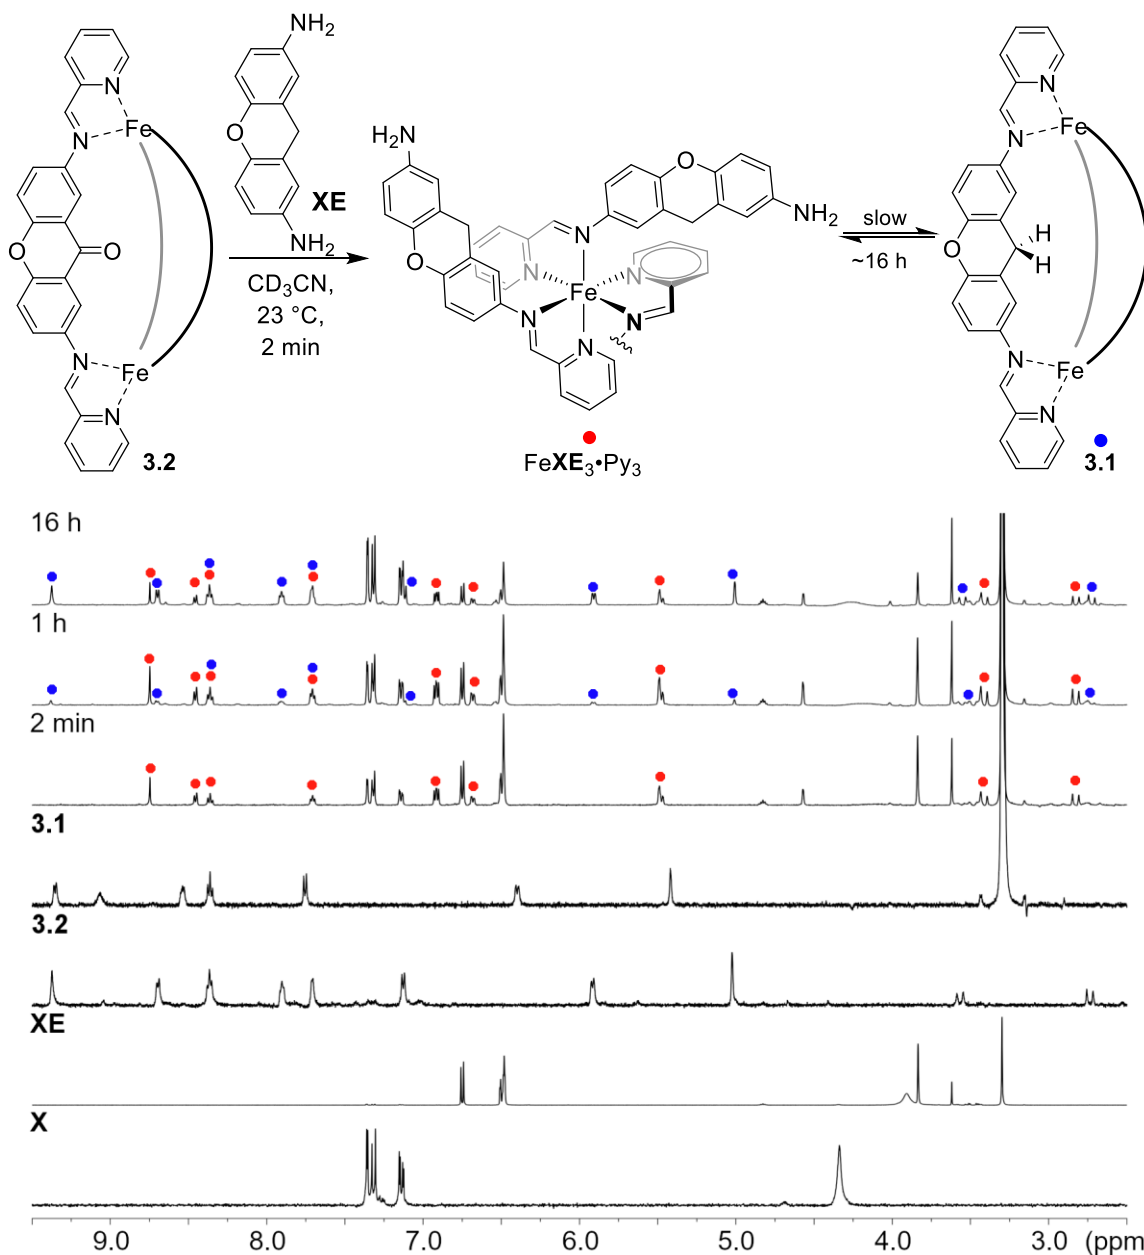 NH2
O
XE
NH2
CD3CN,
23 °C,
2 min
N
Fe
N
O
O
N
Fe
N
3.2
H2N
O
NH2
N
N
N
Fe
O
N
N
N
FeXE3•Py3
slow
~16 h
N
Fe
N
H
O
H
N
Fe
N
3.1
16 h
1 h
2 min
3.1
3.2
XE
X
9.0 8.0 7.0 6.0 5.0 4.0 3.0 (ppm